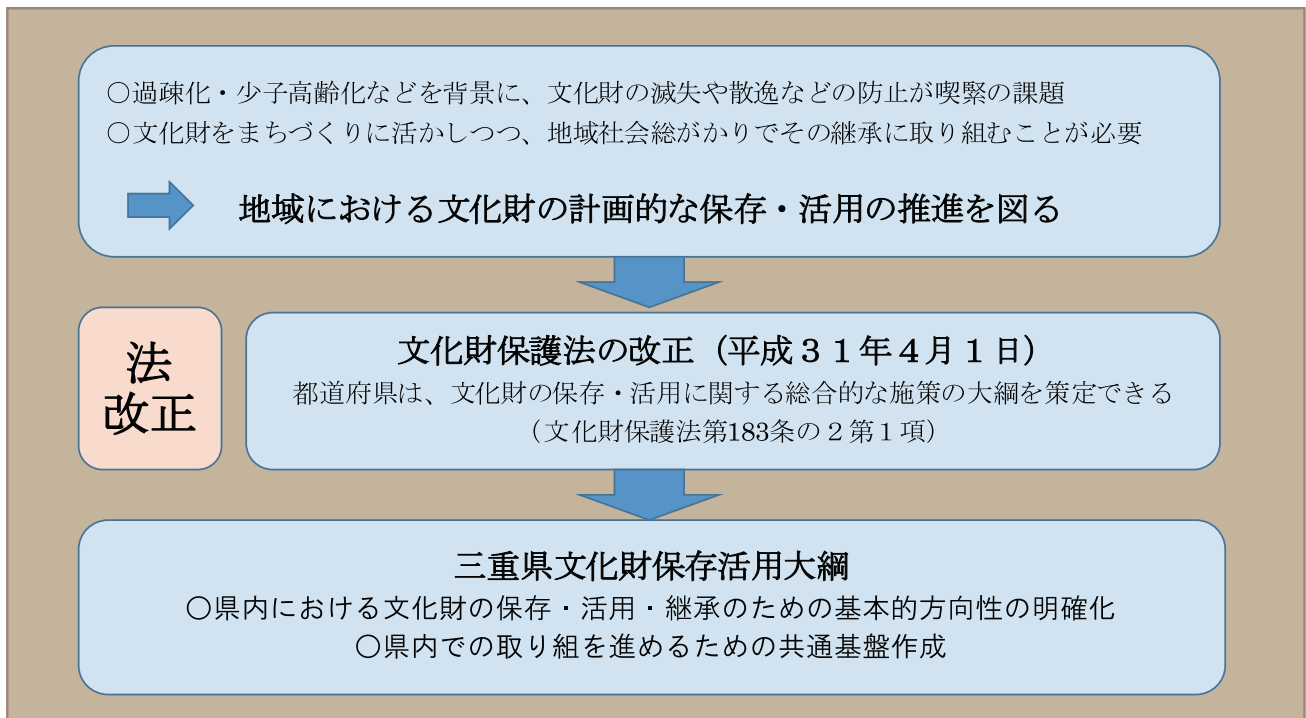 〇過疎化・少子高齢化などを背景に、文化財の滅失や散逸などの防止が喫緊の課題
〇文化財をまちづくりに活かしつつ、地域社会総がかりでその継承に取り組むことが必要
地域における文化財の計画的な保存・活用の推進を図る
法
改正
文化財保護法の改正（平成３１年４月１日）
都道府県は、文化財の保存・活用に関する総合的な施策の大綱を策定できる
（文化財保護法第183条の２第１項）
三重県文化財保存活用大綱
〇県内における文化財の保存・活用・継承のための基本的方向性の明確化
〇県内での取り組を進めるための共通基盤作成